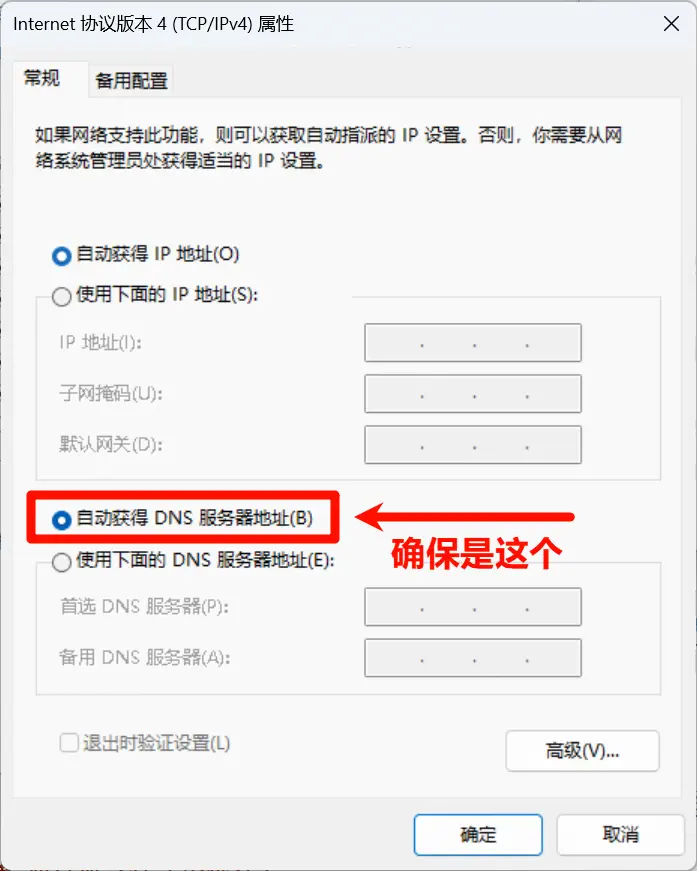 Internet 协议版本 4 (TCP/IPv4) 属性
常规
备用配置
如果网络支持此功能，则可以获取自动指派的 IP 设置。否则，你需要从网
络系统管理员处获得适当的 IP 设置。
自动获得 IP 地址(O)
使用下面的 IP 地址(S):
IP 地址(I):
子网掩码(U):
默认网关(D):
自动获得 DNS 服务器地址(B)
确保是这个
使用下面的 DNS 服务器地址(E):
首选 DNS 服务器(P):
备用 DNS 服务器(A):
退出时验证设置(L)
高级(V)...
确定
取消